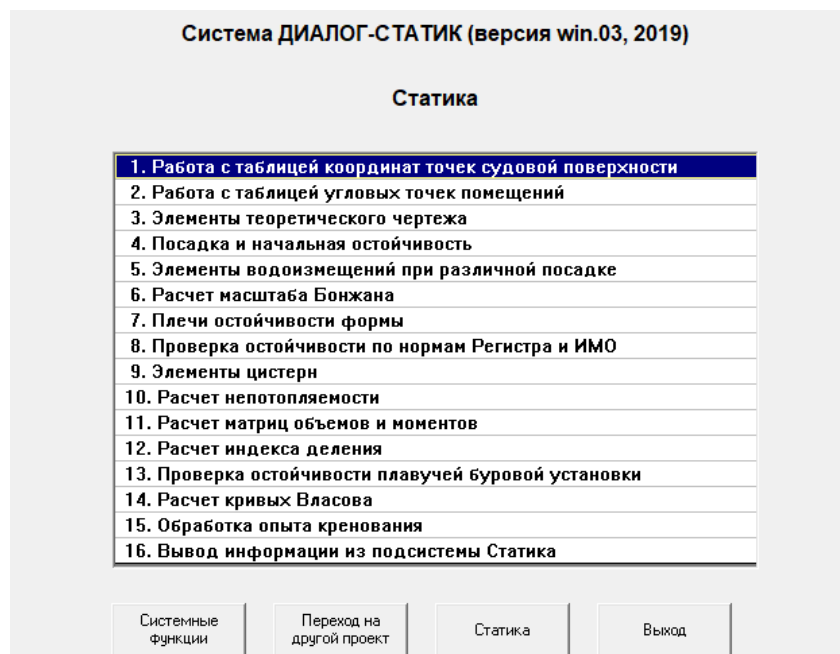 Система ДИАЛОГ-СТАТИК (версия win.03, 2019)
Статика
1. Работа с таблицей координат точек судовой поверхности
2. Работа с таблицей угловых точек помещений
3. Элементы теоретического чертежа
4. Посадка и начальная остойчивость
5. Элементы водоизмещений при различной посадке
6. Расчет масштаба Бонжана
7. Плечи остойчивости формы
8. Проверка остойчивости по нормам Регистра и ИМО
9. Элементы цистерн
10. Расчет непотопляемости
11. Расчет матриц объемов и моментов
12. Расчет индекса деления
13. Проверка остойчивости плавучей буровой установки
14. Расчет кривых Власова
15. Обработка опыта кренования
16. Вывод информации из подсистемы Статика
Системные функции
Переход на другой проект
Статика
Выход